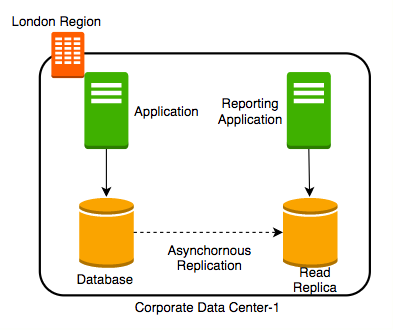 London Region
Application
Reporting
Application
Asynchornous
Replication
Database
Read
Replica
Corporate Data Center-1